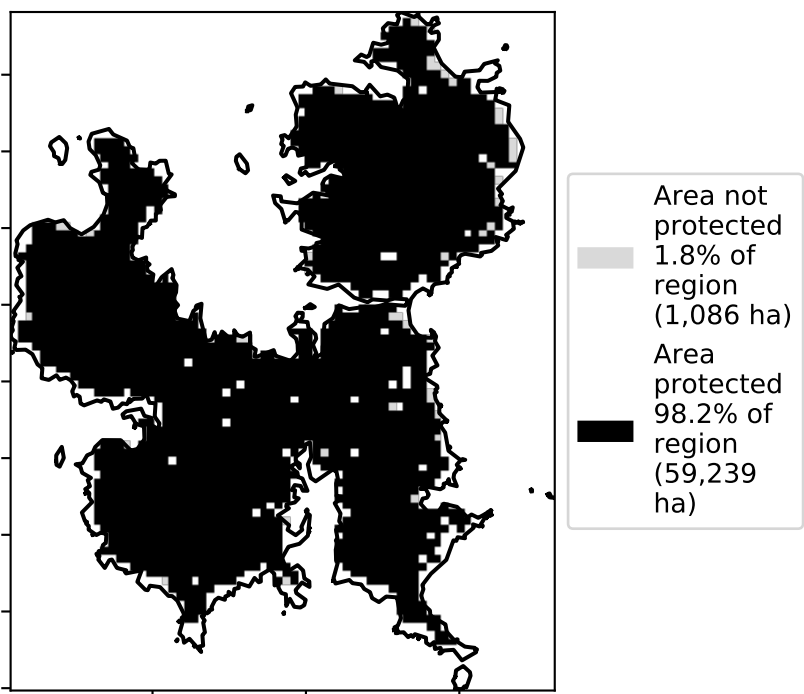 Area not
protected
1.8% of
region
(1,086 ha)
Area
protected
98.2% of
region
(59,239
ha)